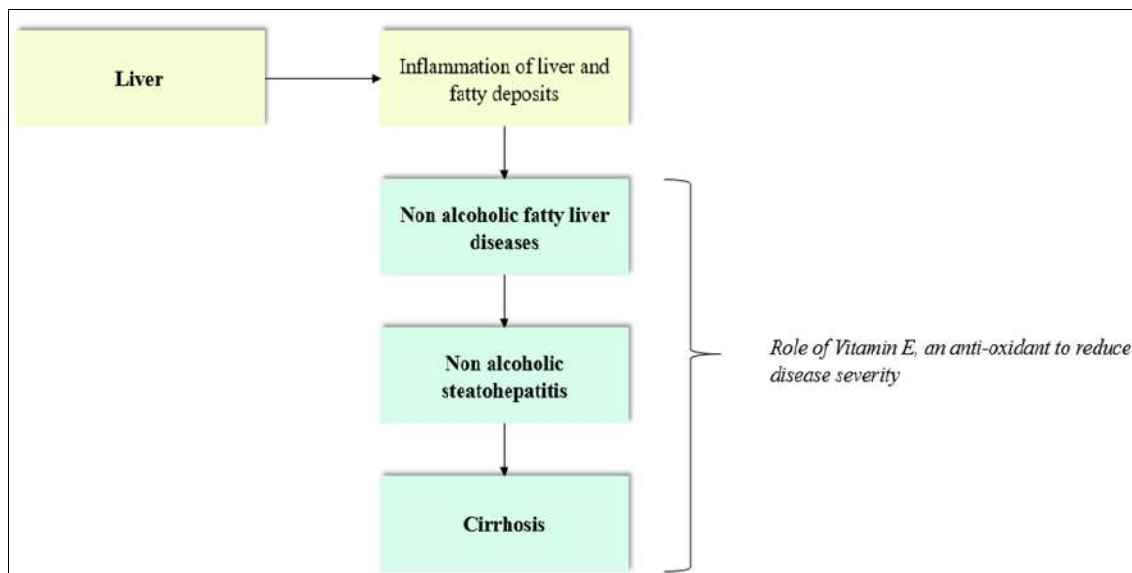 Liver
Inflammation of liver and
fatty deposits
Non alcoholic fatty liver
diseases
Non alcoholic
steatohepatitis
Cirrhosis
Role of Vitamin E, an anti-oxidant to reduce
disease severity